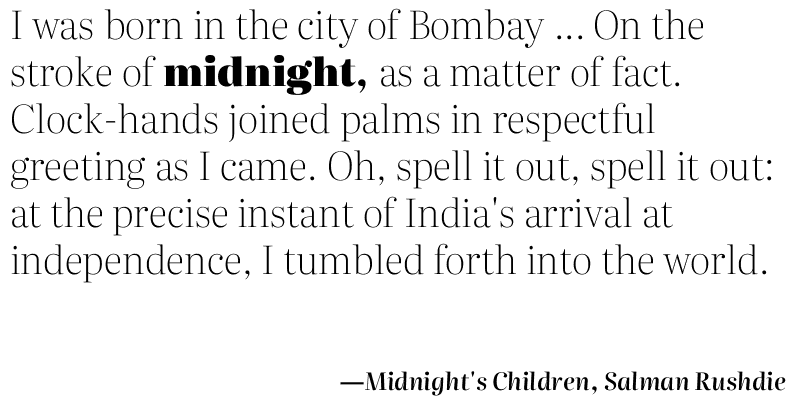 I was born in the city of Bombay ... On the
stroke of midnight, as a matter of fact.
Clock-hands joined palms in respectful
greeting as I came. Oh, spell it out, spell it out:
at the precise instant of India's arrival at
independence, I tumbled forth into the world.
—Midnight's Children, Salman Rushdie